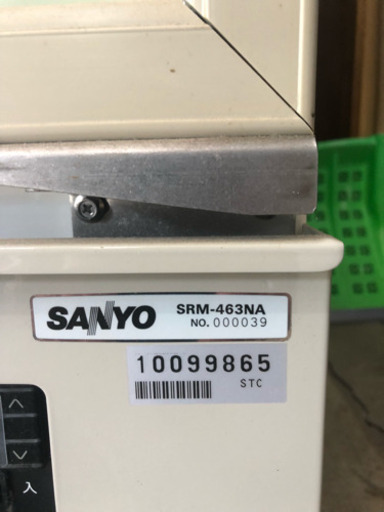 SANYO
SRM-463NA
NO. 000039
10099865
STC
入